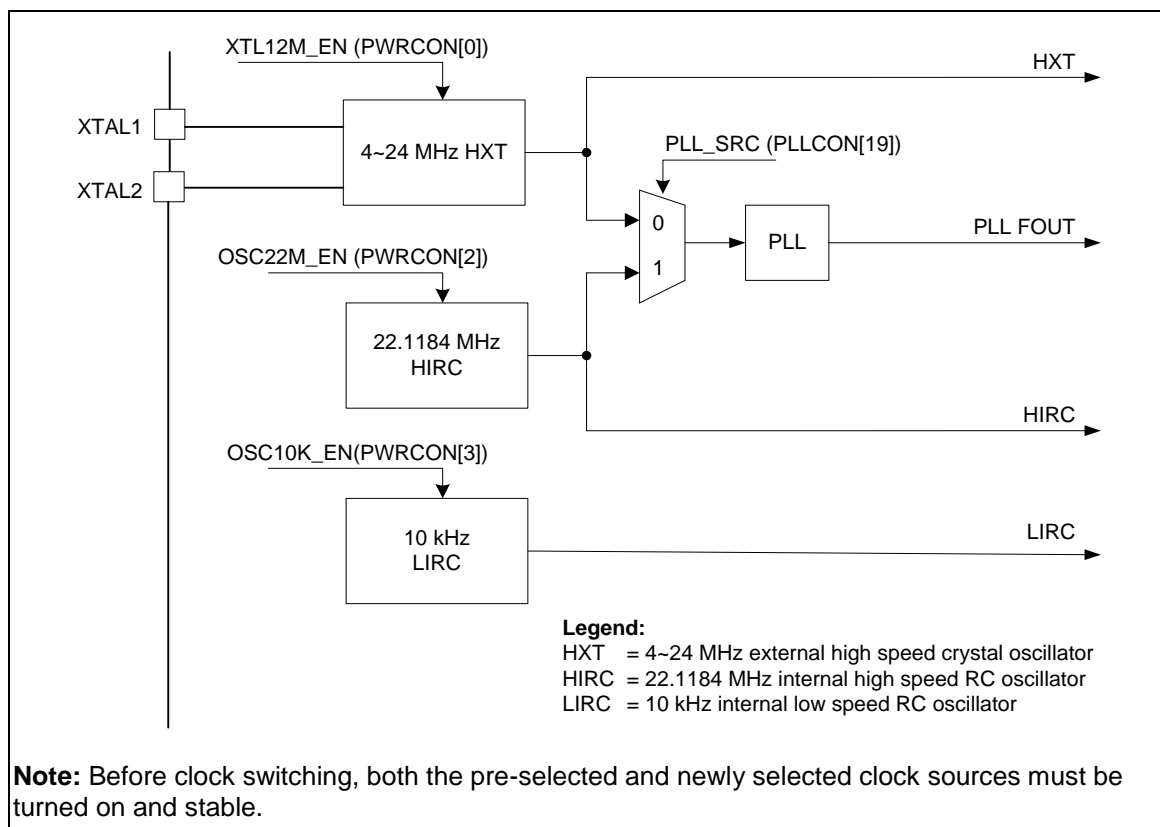 XTL12M_EN (PWRCON[0])
HXT
XTAL1
4~24 MHz HXT
PLL_SRC (PLLCON[19])
XTAL2
0
PLL
PLL FOUT
1
OSC22M_EN (PWRCON[2])
22.1184 MHz
HIRC
HIRC
OSC10K_EN(PWRCON[3])
10 kHz
LIRC
LIRC
Legend:
HXT = 4~24 MHz external high speed crystal oscillator
HIRC = 22.1184 MHz internal high speed RC oscillator
LIRC = 10 kHz internal low speed RC oscillator
Note: Before clock switching, both the pre-selected and newly selected clock sources must be
turned on and stable.